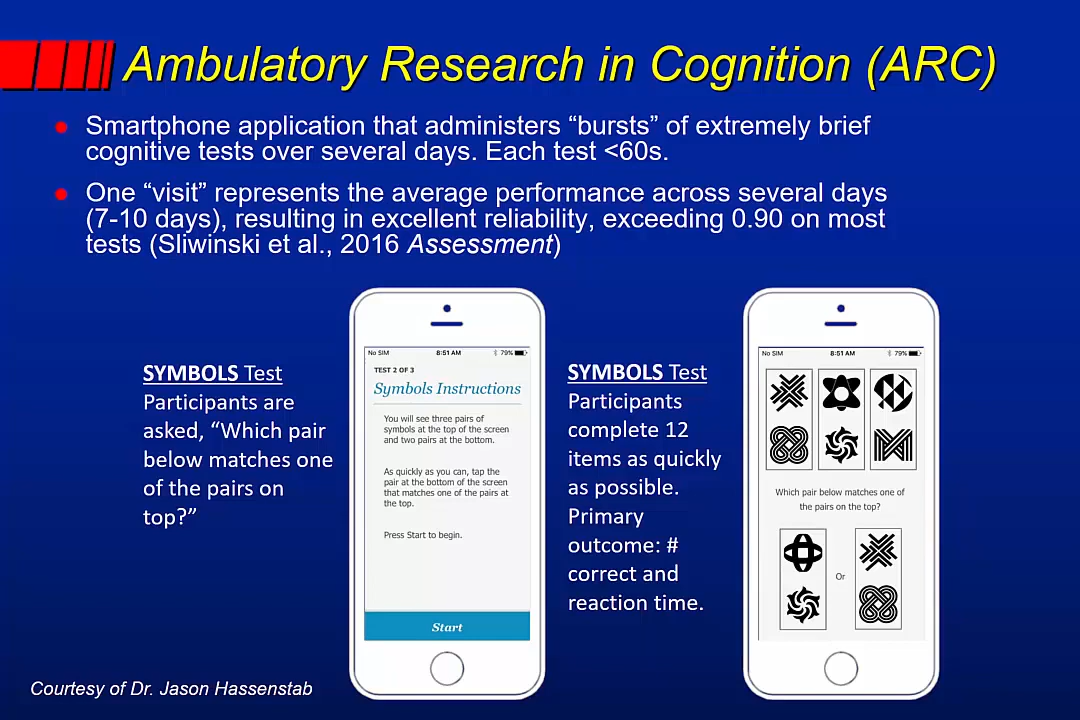 Ambulatory Research in Cognition (ARC)
Smartphone application that administers “bursts” of extremely brief
cognitive tests over several days. Each test <60s.
One “visit” represents the average performance across several days
(7-10 days), resulting in excellent reliability, exceeding 0.90 on most
tests (Sliwinski et al., 2016 Assessment)
SYMBOLS Test
Participants are
asked, “Which pair
below matches one
of the pairs on
top?”
No SIM 8:51 AM 79%
TEST 2 OF 3
Symbols Instructions
You will see three pairs of
symbols at the top of the screen
and two pairs at the bottom.
As quickly as you can, tap the
pair at the bottom of the screen
that matches one of the pairs at
the top.
Press Start to begin.
Start
SYMBOLS Test
Participants
complete 12
items as quickly
as possible.
Primary
outcome: #
correct and
reaction time.
No SIM 8:51 AM 79%
Which pair below matches one of
the pairs on the top?
Or
Courtesy of Dr. Jason Hassenstab